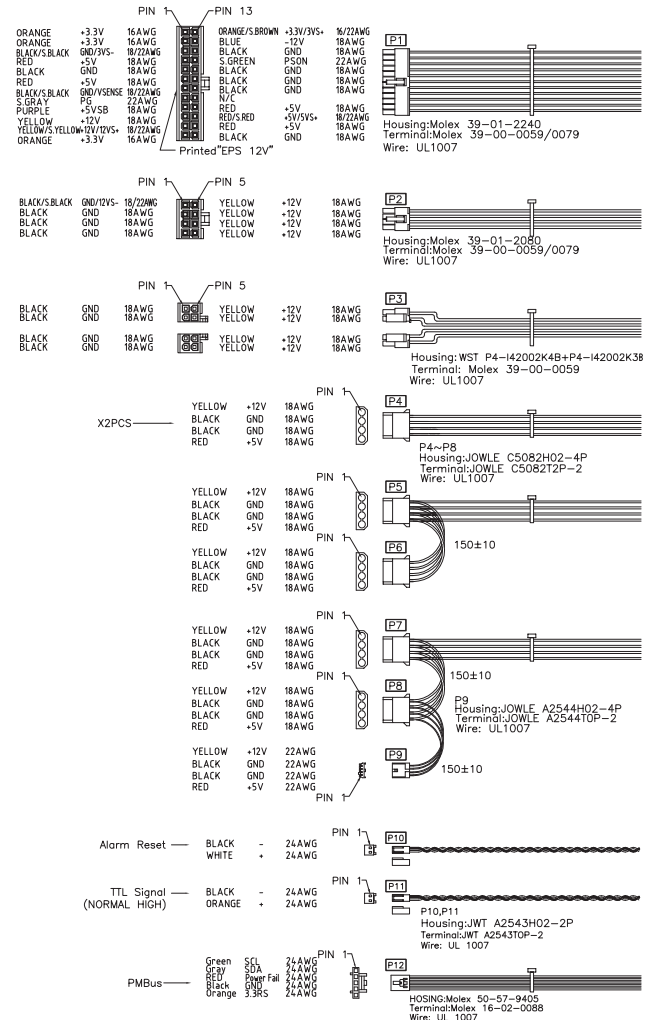 PIN 1 PIN 13
ORANGE +3.3V 16AWG ORANGE/S.BROWN +3.3V/3VS+ 16/22AWG
ORANGE +3.3V 16AWG BLUE -12V 18AWG
BLACK/S.BLACK GND/3VS- 18/22AWG BLACK GND 18AWG
RED +5V 18AWG S.GREEN PSON 22AWG
BLACK GND 18AWG BLACK GND 18AWG
RED +5V 18AWG BLACK GND 18AWG
BLACK/S.BLACK GND/VSENSE 18/22AWG BLACK GND 18AWG
S.GRAY PG 22AWG N/C
PURPLE +5VSB 18AWG RED +5V 18AWG
YELLOW +12V 18AWG RED/S.RED +5V/5VS+ 18/22AWG
YELLOW/S.YELLOW +12V/12VS+ 18/22AWG RED +5V 18AWG
ORANGE +3.3V 16AWG BLACK GND 18AWG
Printed"EPS 12V"
P1
Housing:Molex 39-01-2240
Terminal:Molex 39-00-0059/0079
Wire: UL1007
PIN 1 PIN 5
BLACK/S.BLACK GND/12VS- 18/22AWG YELLOW +12V 18AWG
BLACK GND 18AWG YELLOW +12V 18AWG
BLACK GND 18AWG YELLOW +12V 18AWG
BLACK GND 18AWG YELLOW +12V 18AWG
P2
Housing:Molex 39-01-2080
Terminal:Molex 39-00-0059/0079
Wire: UL1007
PIN 1 PIN 5
BLACK GND 18AWG YELLOW +12V 18AWG
BLACK GND 18AWG YELLOW +12V 18AWG
BLACK GND 18AWG YELLOW +12V 18AWG
BLACK GND 18AWG YELLOW +12V 18AWG
P3
Housing: WST P4-I42002K4B+P4-I42002K3B
Terminal: Molex 39-00-0059
Wire: UL1007
PIN 1
X2PCS
YELLOW +12V 18AWG
BLACK GND 18AWG
BLACK GND 18AWG
RED +5V 18AWG
P4
P4~P8
Housing:JOWLE C5082H02-4P
Terminal:JOWLE C5082T2P-2
Wire: UL1007
PIN 1
YELLOW +12V 18AWG
BLACK GND 18AWG
BLACK GND 18AWG
RED +5V 18AWG
P5
PIN 1
YELLOW +12V 18AWG
BLACK GND 18AWG
BLACK GND 18AWG
RED +5V 18AWG
P6
150±10
PIN 1
YELLOW +12V 18AWG
BLACK GND 18AWG
BLACK GND 18AWG
RED +5V 18AWG
P7
150±10
PIN 1
YELLOW +12V 18AWG
BLACK GND 18AWG
BLACK GND 18AWG
RED +5V 18AWG
P8
P9
Housing:JOWLE A2544H02-4P
Terminal:JOWLE A2544T0P-2
Wire: UL1007
YELLOW +12V 22AWG
BLACK GND 22AWG
BLACK GND 22AWG
RED +5V 22AWG
PIN 1
P9
150±10
PIN 1
Alarm Reset
BLACK - 24AWG
WHITE + 24AWG
P10
PIN 1
TTL Signal
(NORMAL HIGH)
BLACK - 24AWG
ORANGE + 24AWG
P11
P10,P11
Housing:JWT A2543H02-2P
Terminal:JWT A2543T0P-2
Wire: UL 1007
PIN 1
PMBus
Green SCL 24AWG
Gray SDA 24AWG
RED Power Fail 24AWG
Black GND 24AWG
Orange 3.3RS 24AWG
P12
HOSING:Molex 50-57-9405
Terminal:Molex 16-02-0088
Wire: UL 1007